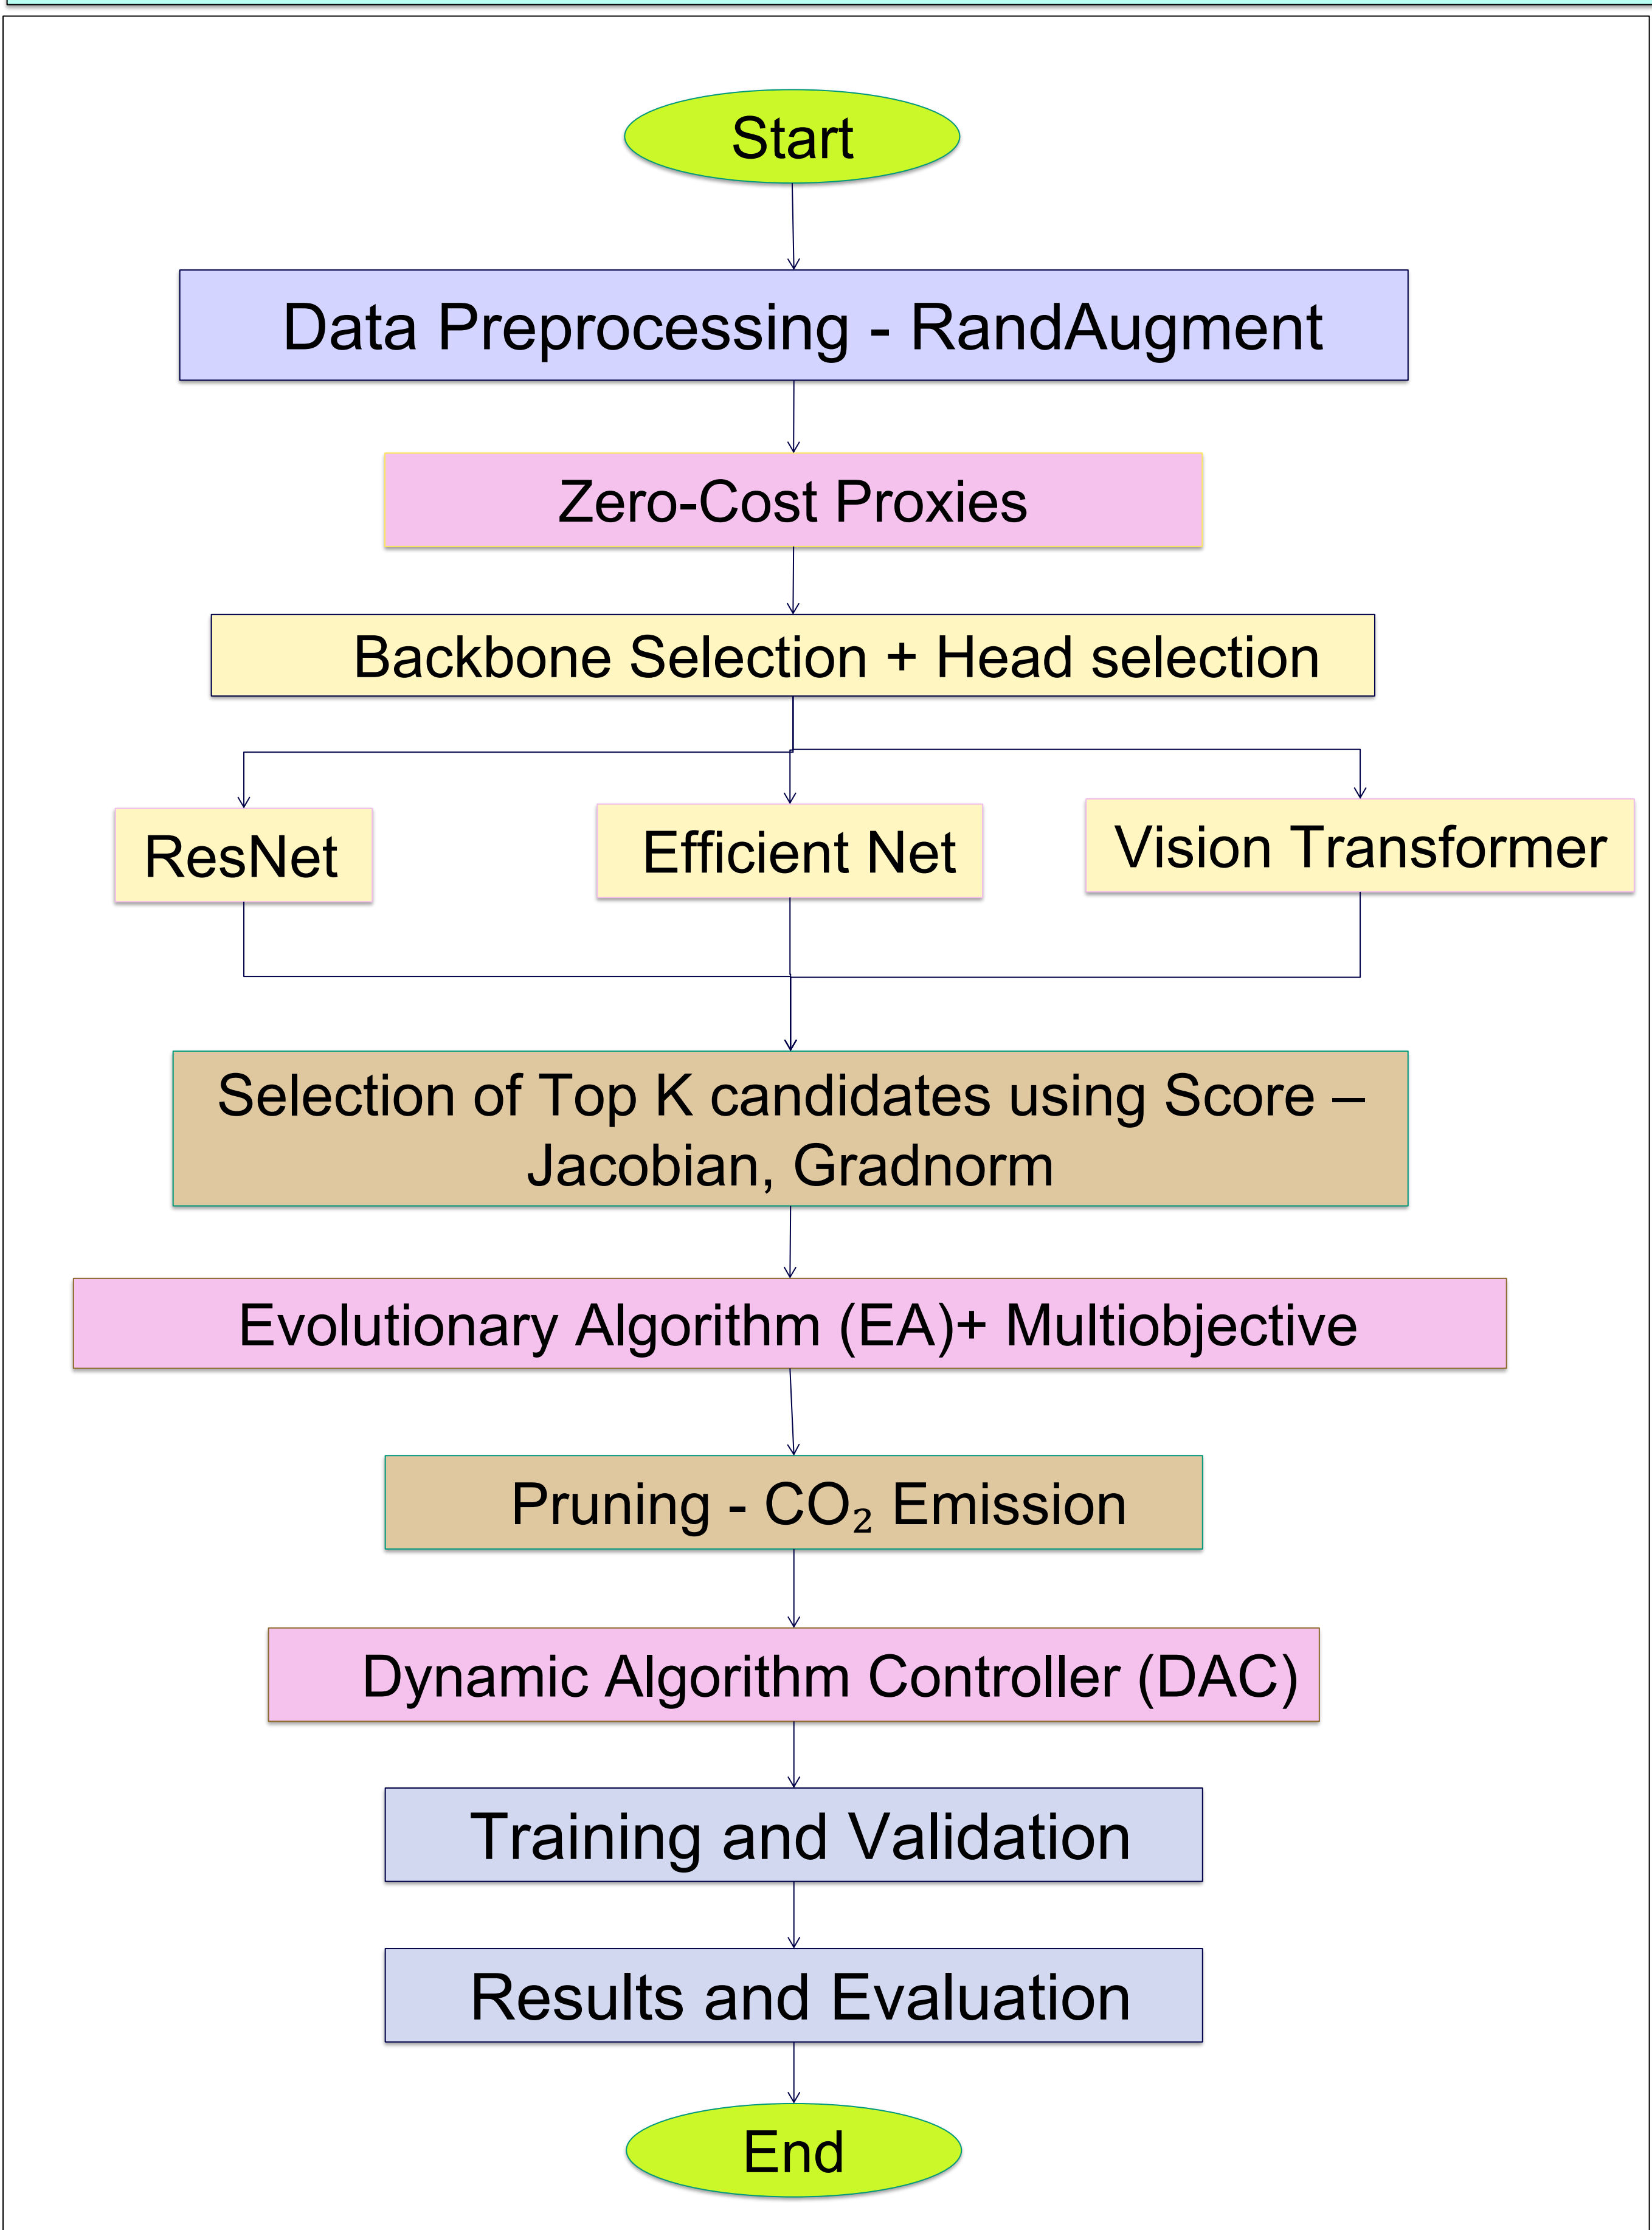 Start
Data Preprocessing - RandAugment
Zero-Cost Proxies
Backbone Selection + Head selection
ResNet
Efficient Net
Vision Transformer
Selection of Top K candidates using Score –
Jacobian, Gradnorm
Evolutionary Algorithm (EA)+ Multiobjective
Pruning - CO₂ Emission
Dynamic Algorithm Controller (DAC)
Training and Validation
Results and Evaluation
End